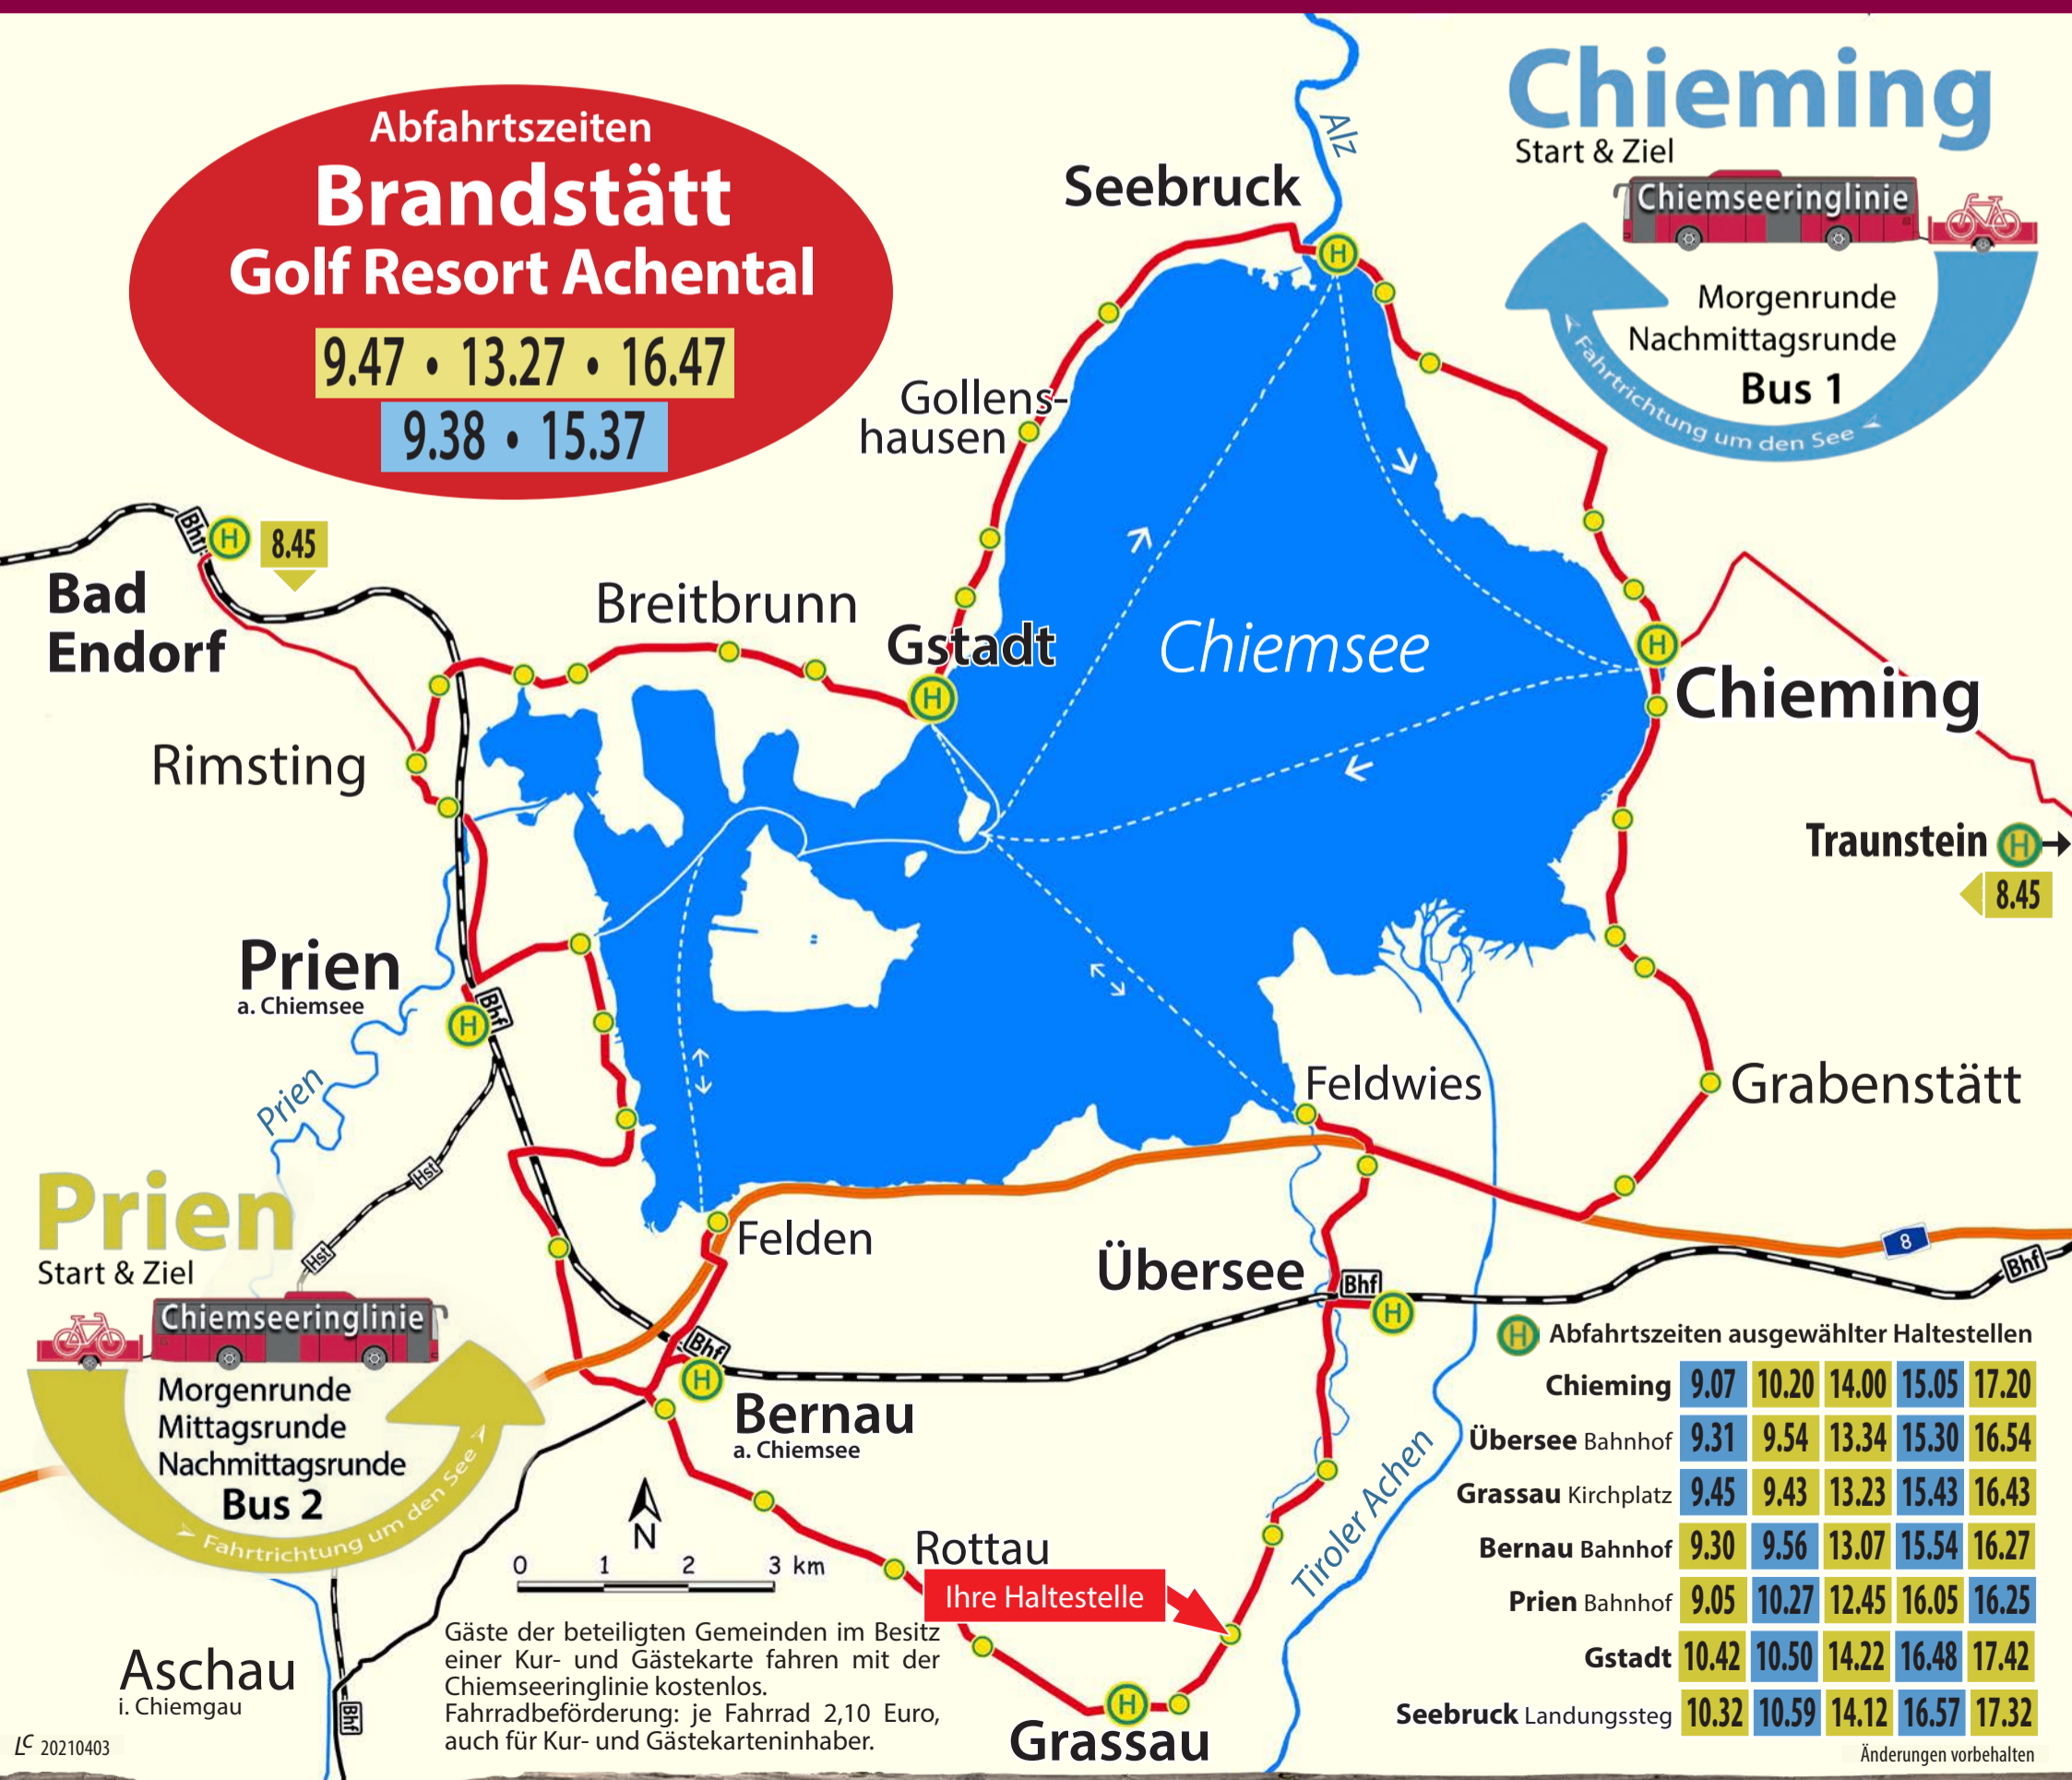 Abfahrtszeiten
Brandstätt
Golf Resort Achental
9.47 • 13.27 • 16.47
9.38 • 15.37
Chieming
Start & Ziel
Chiemseeringlinie
Morgenrunde
Nachmittagsrunde
Bus 1
Fahrtrichtung um den See
Alz
Seebruck
H
Gollens-
hausen
Bhf
H
8.45
Bad
Endorf
Breitbrunn
Gstadt
H
Chiemsee
H
Chieming
Rimsting
Traunstein H
8.45
Prien
a. Chiemsee
Bhf
H
Prien
Feldwies
Grabenstätt
Hst
Hst
Felden
Übersee
Bhf
H
8
Bhf
Prien
Start & Ziel
Chiemseeringlinie
Morgenrunde
Mittagsrunde
Nachmittagsrunde
Bus 2
Fahrtrichtung um den See
Bhf
H
Bernau
a. Chiemsee
N
0 1 2 3 km
Rottau
Ihre Haltestelle
Tiroler Achen
H
Grassau
Aschau
i. Chiemgau
Bhf
Gäste der beteiligten Gemeinden im Besitz
einer Kur- und Gästekarte fahren mit der
Chiemseeringlinie kostenlos.
Fahrradbeförderung: je Fahrrad 2,10 Euro,
auch für Kur- und Gästekarteninhaber.
LC 20210403
H Abfahrtszeiten ausgewählter Haltestellen
Chieming 9.07 10.20 14.00 15.05 17.20
Übersee Bahnhof 9.31 9.54 13.34 15.30 16.54
Grassau Kirchplatz 9.45 9.43 13.23 15.43 16.43
Bernau Bahnhof 9.30 9.56 13.07 15.54 16.27
Prien Bahnhof 9.05 10.27 12.45 16.05 16.25
Gstadt 10.42 10.50 14.22 16.48 17.42
Seebruck Landungssteg 10.32 10.59 14.12 16.57 17.32
Änderungen vorbehalten